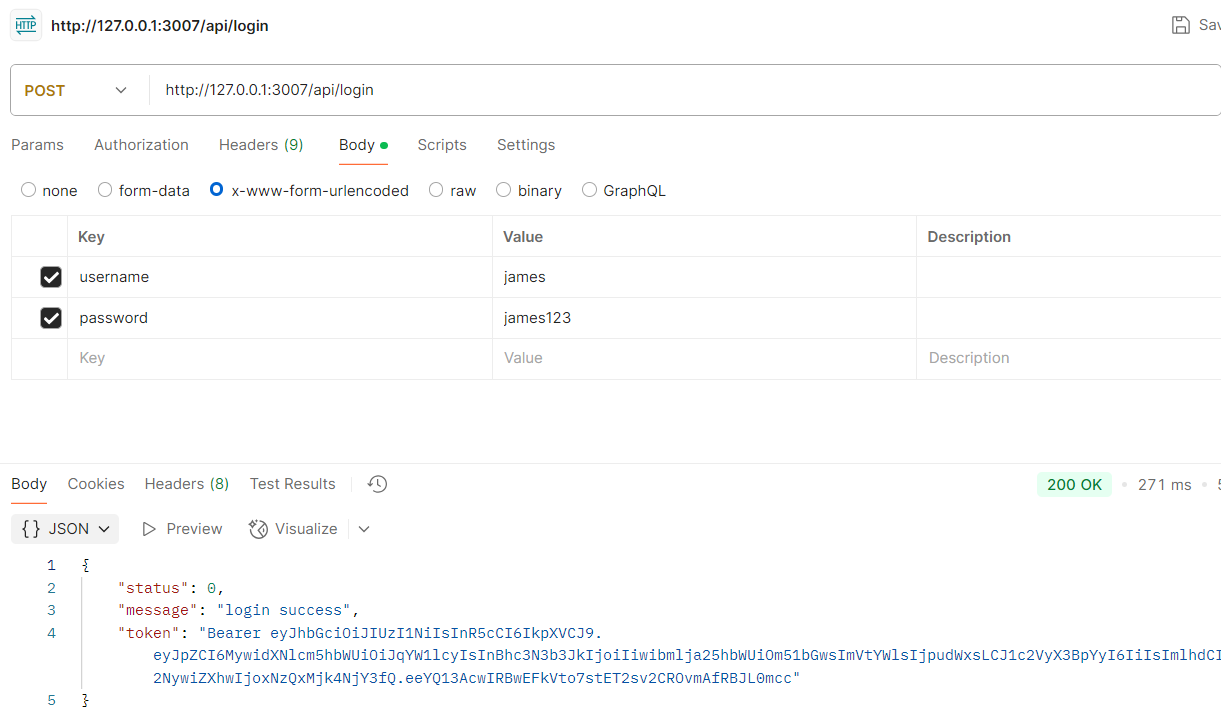 HTTP http://127.0.0.1:3007/api/login
POST http://127.0.0.1:3007/api/login
Params Authorization Headers (9) Body Scripts Settings
none form-data x-www-form-urlencoded raw binary GraphQL
Key Value Description
username james
password james123
Key Value Description
Body Cookies Headers (8) Test Results 200 OK 271 ms
{} JSON Preview Visualize
1 {
2 "status": 0,
3 "message": "login success",
4 "token": "Bearer eyJhbGciOiJIUzI1NiIsInR5cCI6IkpXVCJ9.
eyJpZCI6MywidXNlcm5hbWUiOiJqYW1lcyIsInBhc3N3b3JkIjoiIiwibmlja25hbWUiOm51bGwsImVtYWlsIjpudWxsLCJ1c2VyX3BpYyI6IiIsImlhdCI
2NywiZXhwIjoxNzQxMjk4NjY3fQ.eeYQ13AcwIRBwEFkVto7stET2sv2CROvmAfRBJL0mcc"
5 }